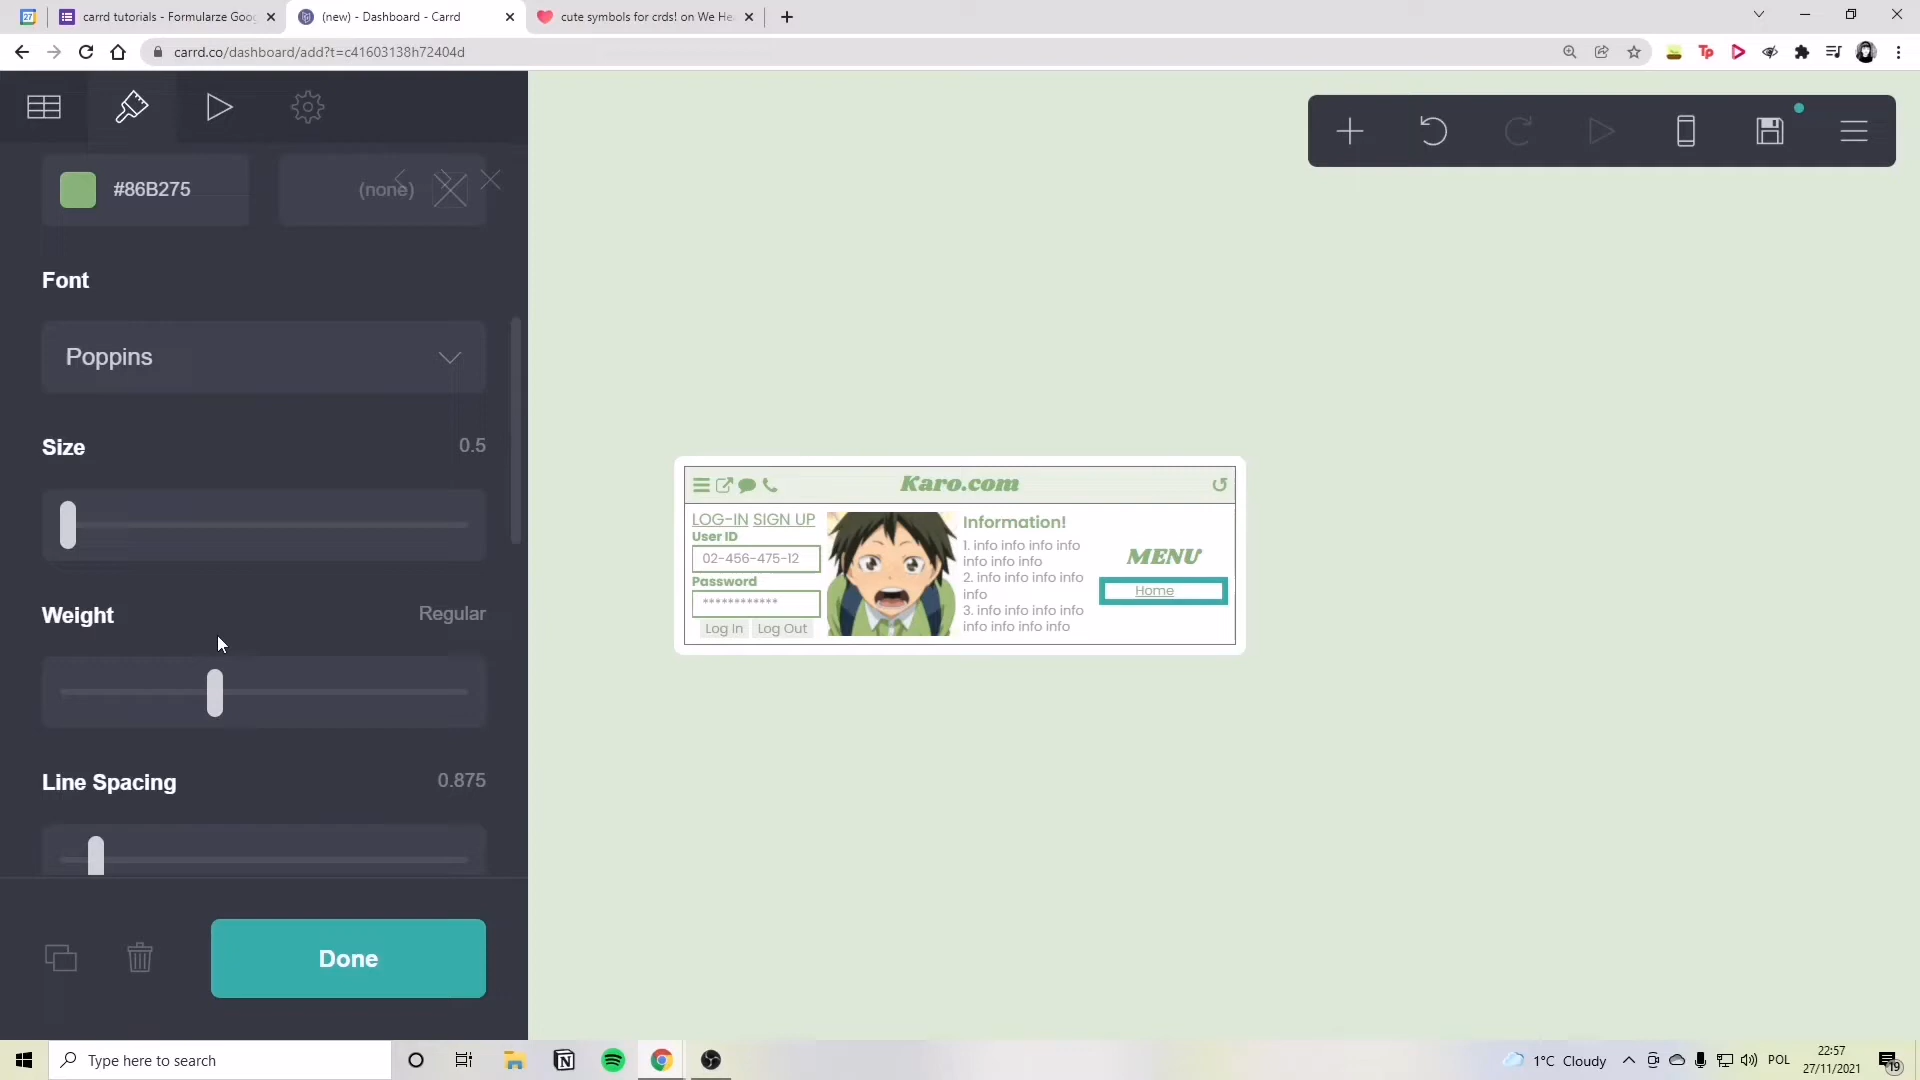 carrd tutorials - Formularze Goo
(new) - Dashboard - Carrd
cute symbols for crds! on We He
carrd.co/dashboard/add?t=c41603138h72404d
#86B275
(none)
Font
Poppins
Size
0.5
Weight
Regular
Line Spacing
0.875
Done
Karo.com
LOG-IN SIGN UP
User ID
02-456-475-12
Password
************
Log In
Log Out
Information!
1. info info info info
info info info
2. info info info info
info
3. info info info info
info info info info
MENU
Home
Type here to search
1°C Cloudy
POL
22:57
27/11/2021
19
27
Tp